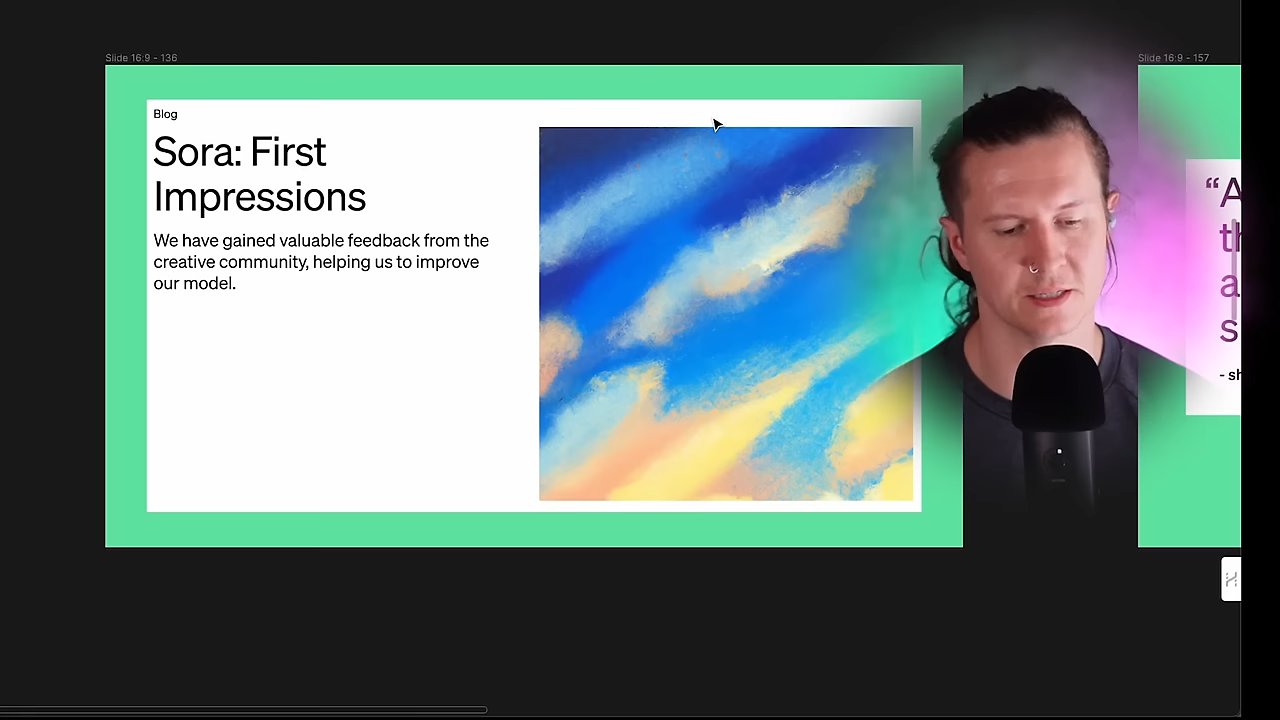 Slide 16:9 - 136
Slide 16:9 - 157
Blog
Sora: First
Impressions
We have gained valuable feedback from the
creative community, helping us to improve
our model.
“A
a
s